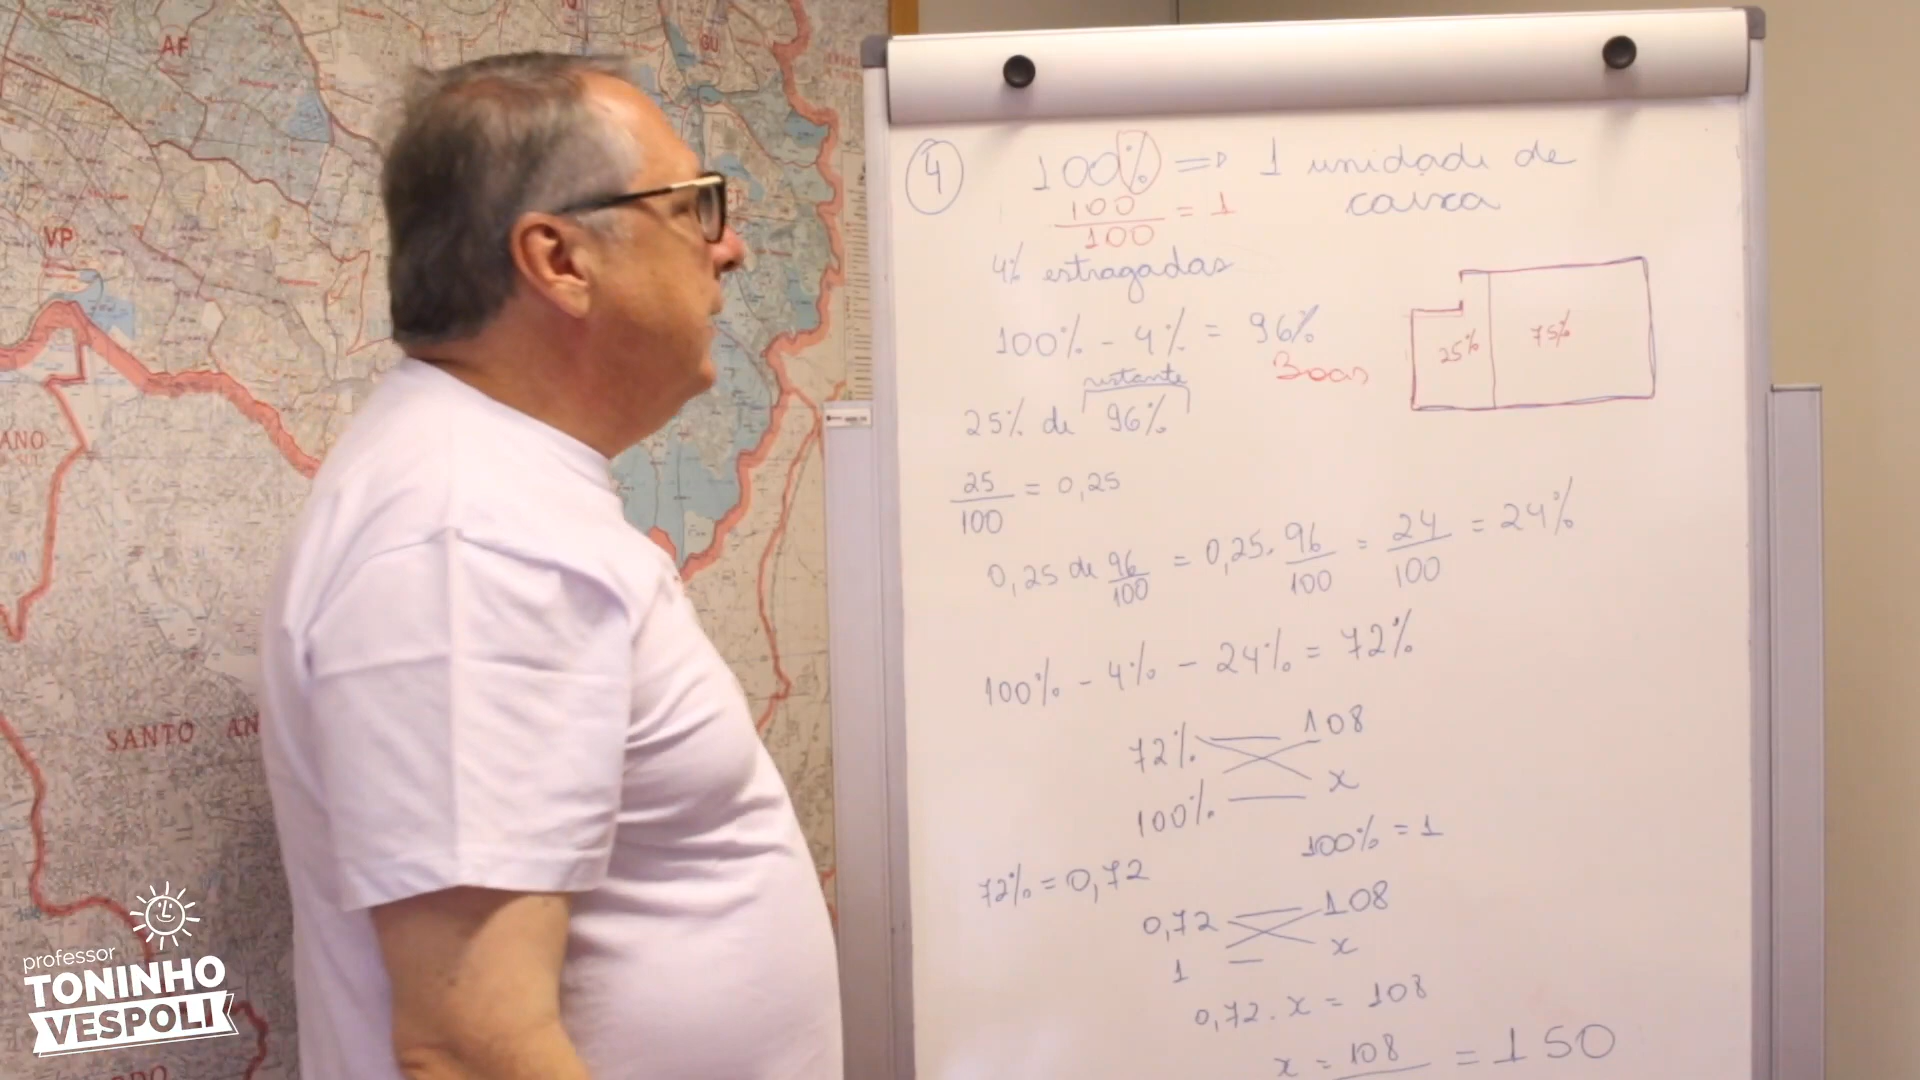 AF
GU
VP
ANO
SANTO AN
professor
TONINHO
VESPOLI
4
100% => 1 unidade de
caixa
100/100 = 1
4% estragadas
100% - 4% = 96%
Boas
25% 75%
restante
25% de 96%
25/100 = 0,25
0,25 de 96/100 = 0,25 . 96/100 = 24/100 = 24%
100% - 4% - 24% = 72%
72% 108
100% x
100% = 1
72% = 0,72
0,72 108
1 x
0,72 . x = 108
x = 108 = 150